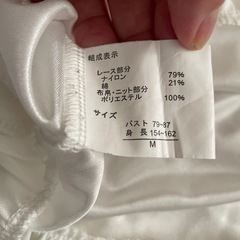 組成表示
レース部分
ナイロン 79%
綿 21%
布帛・ニット部分
ポリエステル 100%
サイズ
バスト 79~87
身長 154~162
M